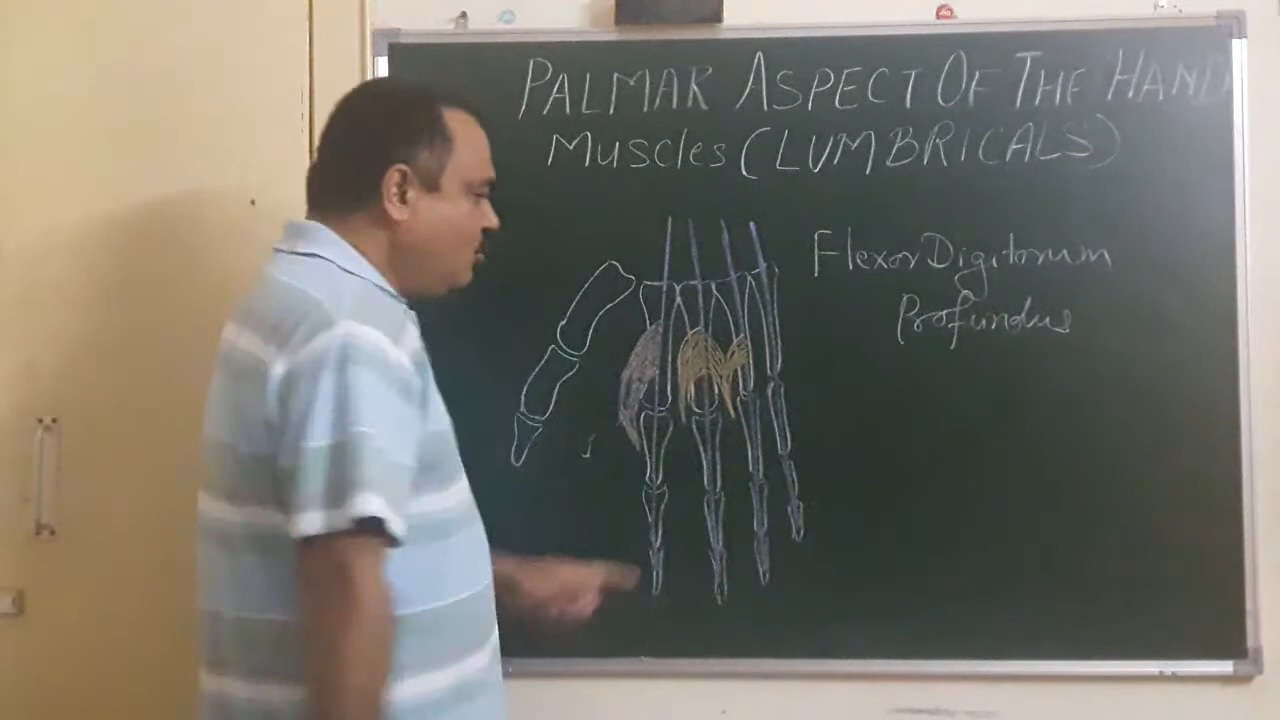 PALMAR ASPECT OF THE HAND
Muscles (LUMBRICALS)
Flexor Digitorum
Profundus